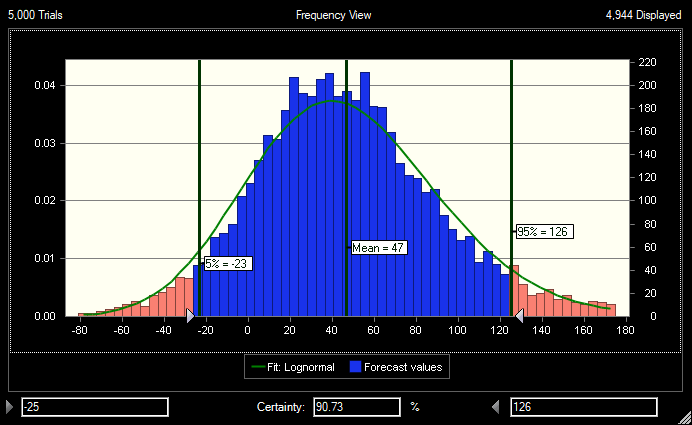 5,000 Trials Frequency View 4,944 Displayed
220
0.04 200
180
160
0.03 140
120
0.02 100
80
95% = 126
Mean = 47
60
0.01
5% = -23
40
20
0.00 0
-80 -60 -40 -20 0 20 40 60 80 100 120 140 160 180
Fit: Lognormal Forecast values
-25 Certainty: 90.73 % 126